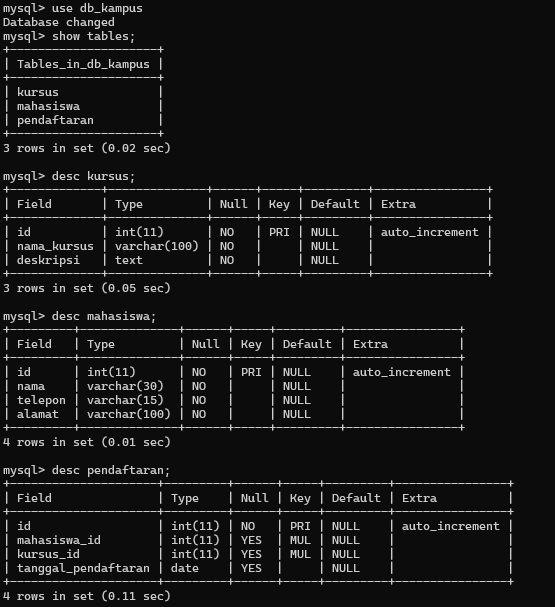 mysql> use db_kampus
Database changed
mysql> show tables;
+---------------------+
| Tables_in_db_kampus |
+---------------------+
| kursus              |
| mahasiswa           |
| pendaftaran         |
+---------------------+
3 rows in set (0.02 sec)

mysql> desc kursus;
+-------------+--------------+------+-----+---------+----------------+
| Field       | Type         | Null | Key | Default | Extra          |
+-------------+--------------+------+-----+---------+----------------+
| id          | int(11)      | NO   | PRI | NULL    | auto_increment |
| nama_kursus | varchar(100) | NO   |     | NULL    |                |
| deskripsi   | text         | NO   |     | NULL    |                |
+-------------+--------------+------+-----+---------+----------------+
3 rows in set (0.05 sec)

mysql> desc mahasiswa;
+---------+--------------+------+-----+---------+----------------+
| Field   | Type         | Null | Key | Default | Extra          |
+---------+--------------+------+-----+---------+----------------+
| id      | int(11)      | NO   | PRI | NULL    | auto_increment |
| nama    | varchar(30)  | NO   |     | NULL    |                |
| telepon | varchar(15)  | NO   |     | NULL    |                |
| alamat  | varchar(100) | NO   |     | NULL    |                |
+---------+--------------+------+-----+---------+----------------+
4 rows in set (0.01 sec)

mysql> desc pendaftaran;
+---------------------+---------+------+-----+---------+----------------+
| Field               | Type    | Null | Key | Default | Extra          |
+---------------------+---------+------+-----+---------+----------------+
| id                  | int(11) | NO   | PRI | NULL    | auto_increment |
| mahasiswa_id        | int(11) | YES  | MUL | NULL    |                |
| kursus_id           | int(11) | YES  | MUL | NULL    |                |
| tanggal_pendaftaran | date    | YES  |     | NULL    |                |
+---------------------+---------+------+-----+---------+----------------+
4 rows in set (0.11 sec)